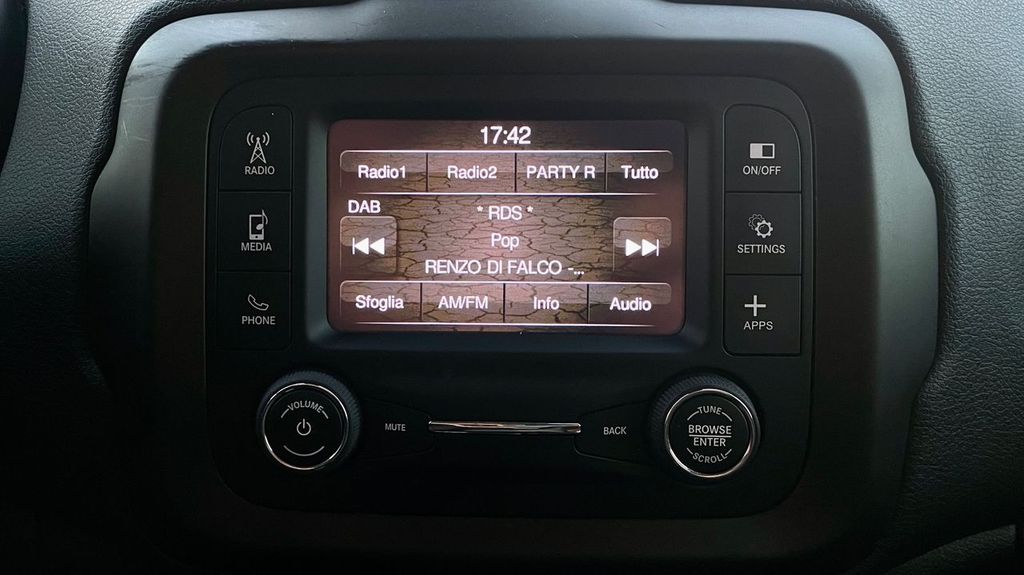 17:42
Radio1 Radio2 PARTY R Tutto
DAB
* RDS *
Pop
RENZO DI FALCO -...
Sfoglia AM/FM Info Audio
RADIO
MEDIA
PHONE
ON/OFF
SETTINGS
APPS
VOLUME
MUTE
BACK
TUNE
BROWSE
ENTER
SCROLL